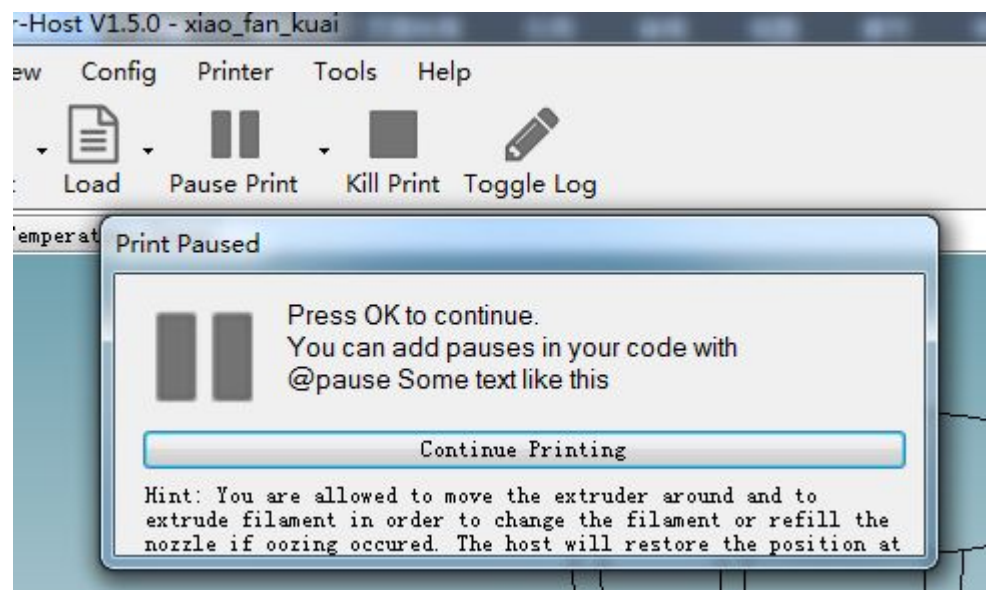 r-Host V1.5.0 - xiao_fan_kuai
ew Config Printer Tools Help
Load Pause Print Kill Print Toggle Log
Temperat
Print Paused
Press OK to continue.
You can add pauses in your code with
@pause Some text like this
Continue Printing
Hint: You are allowed to move the extruder around and to
extrude filament in order to change the filament or refill the
nozzle if oozing occured. The host will restore the position at